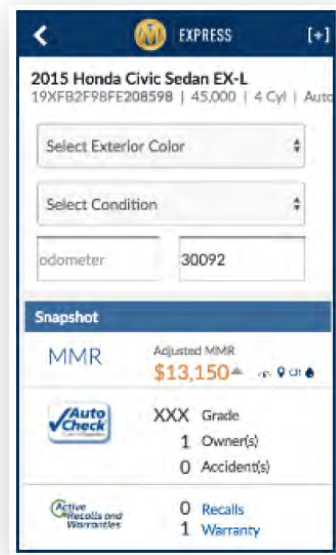 EXPRESS [+]
2015 Honda Civic Sedan EX-L
19XFB2F98FE208598 | 45,000 | 4 Cyl | Auto
Select Exterior Color
Select Condition
odometer 30092
Snapshot
MMR
Adjusted MMR
$13,150
AutoCheck
XXX Grade
1 Owner(s)
0 Accident(s)
Active
Recalls and
Warranties
0 Recalls
1 Warranty